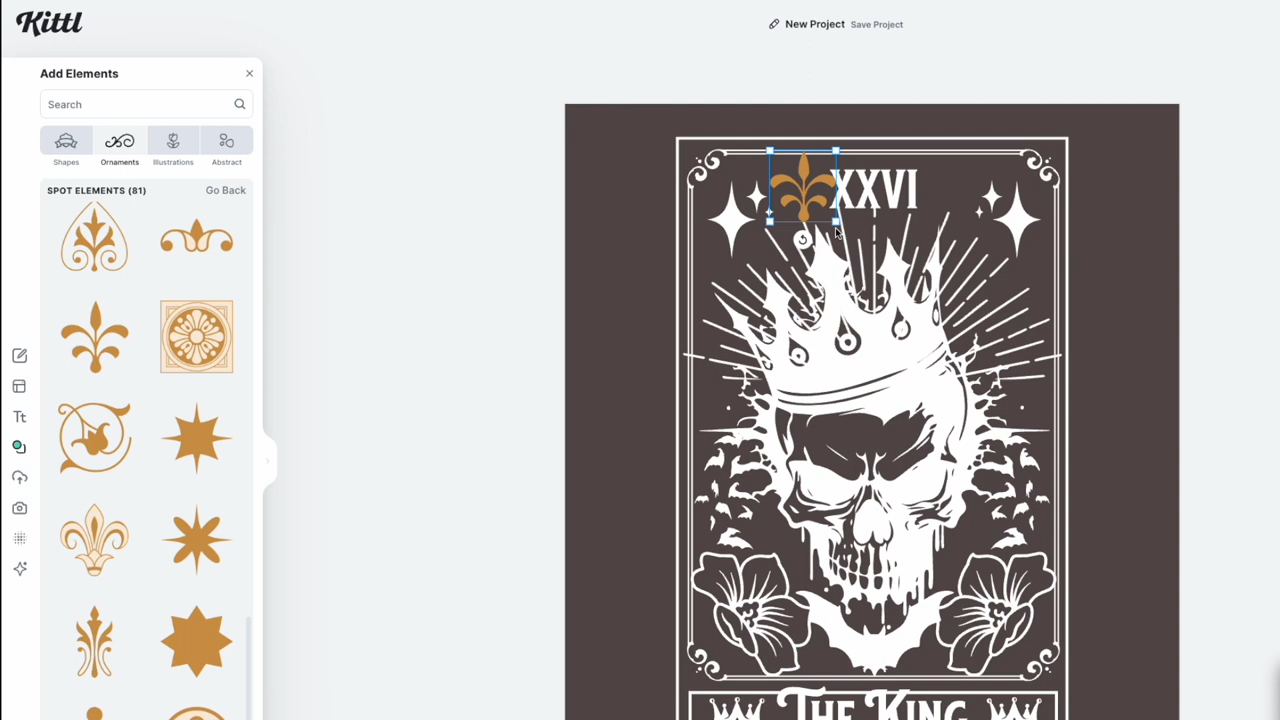 Kittl
New Project Save Project
Add Elements
Search
Shapes Ornaments Illustrations Abstract
SPOT ELEMENTS (81) Go Back
Tt
XXVI
THE KING